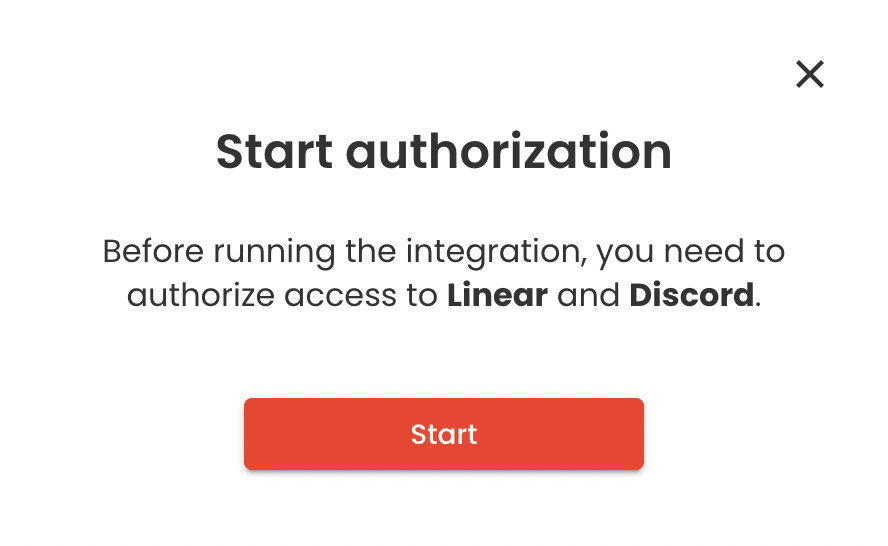 Start authorization
Before running the integration, you need to
authorize access to Linear and Discord.
Start